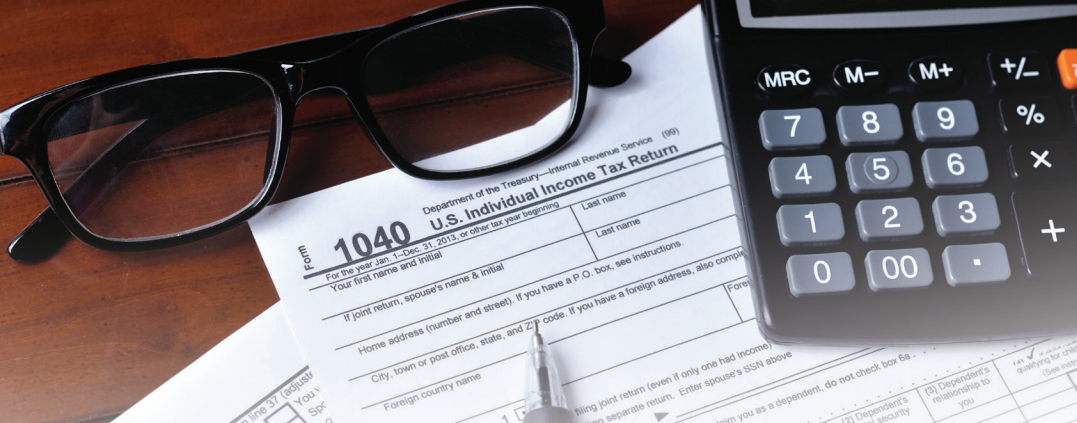 Department of the Treasury—Internal Revenue Service (99)
Form 1040 U.S. Individual Income Tax Return
For the year Jan. 1–Dec. 31, 2013, or other tax year beginning
Your first name and initial Last name
If joint return, spouse's name & initial Last name
Home address (number and street). If you have a P.O. box, see instructions.
City, town or post office, state, and ZIP code. If you have a foreign address, also
Foreign country name
filing joint return (even if only one had income)
separate return. Enter spouse's SSN above
you as a dependent, do not check box 6a
(2) Dependent's
(3) Dependent's
relationship to
you
line 37
MRC M– M+ +/–
7 8 9 %
4 5 6 ×
1 2 3 +
0 00 .